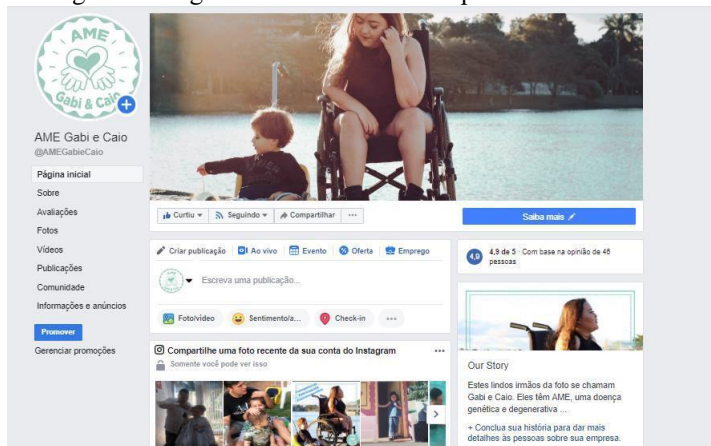 AME
Gabi & Caio
AME Gabi e Caio
@AMEGabieCaio
Página inicial
Sobre
Avaliações
Fotos
Vídeos
Publicações
Comunidade
Informações e anúncios
Promover
Gerenciar promoções
Curtiu
Seguindo
Compartilhar
Saiba mais
Criar publicação
Ao vivo
Evento
Oferta
Emprego
Escreva uma publicação...
Foto/vídeo
Sentimento/a...
Check-in
Compartilhe uma foto recente da sua conta do Instagram
Somente você pode ver isso
4,9
4,9 de 5 · Com base na opinião de 46
pessoas
Our Story
Estes lindos irmãos da foto se chamam
Gabi e Caio. Eles têm AME, uma doença
genética e degenerativa ...
+ Conclua sua história para dar mais
detalhes às pessoas sobre sua empresa.